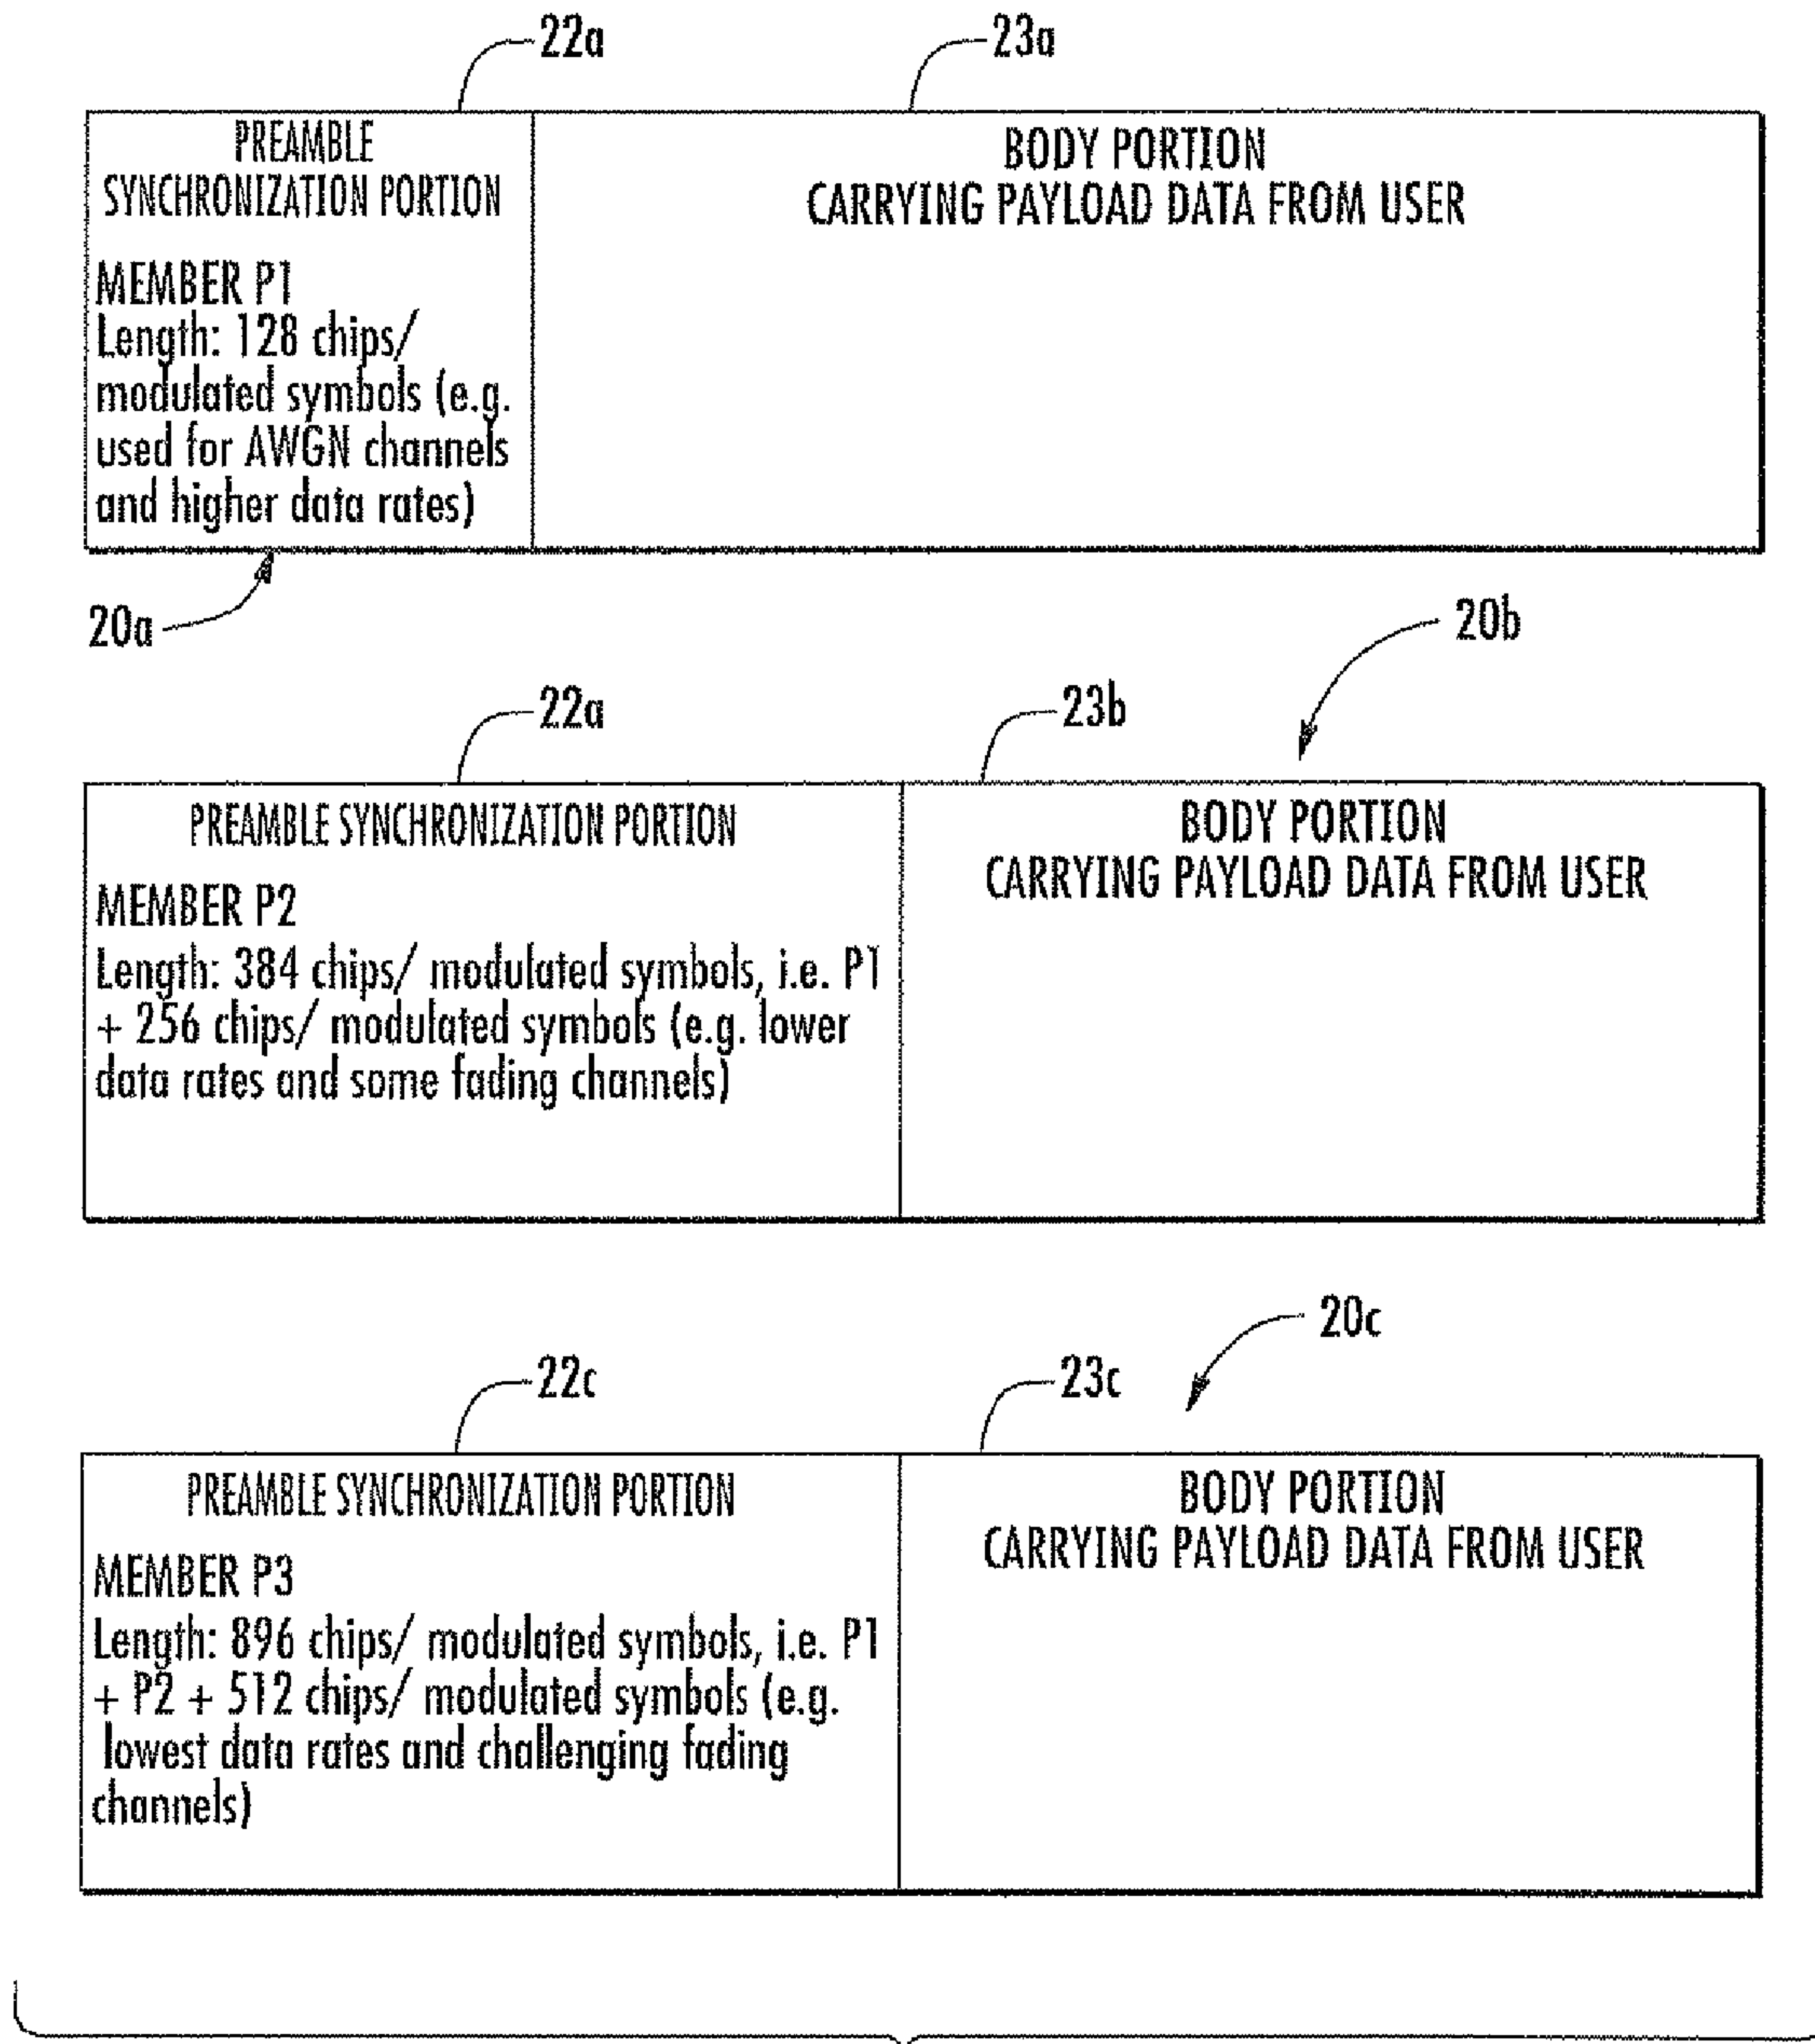 22a
23a
PREAMBLE
SYNCHRONIZATION PORTION
MEMBER P1
Length: 128 chips/
modulated symbols (e.g.
used for AWGN channels
and higher data rates)
BODY PORTION
CARRYING PAYLOAD DATA FROM USER
20a
20b
22a
23b
PREAMBLE SYNCHRONIZATION PORTION
MEMBER P2
Length: 384 chips/ modulated symbols, i.e. P1
+ 256 chips/ modulated symbols (e.g. lower
data rates and some fading channels)
BODY PORTION
CARRYING PAYLOAD DATA FROM USER
20c
22c
23c
PREAMBLE SYNCHRONIZATION PORTION
MEMBER P3
Length: 896 chips/ modulated symbols, i.e. P1
+ P2 + 512 chips/ modulated symbols (e.g.
lowest data rates and challenging fading
channels)
BODY PORTION
CARRYING PAYLOAD DATA FROM USER